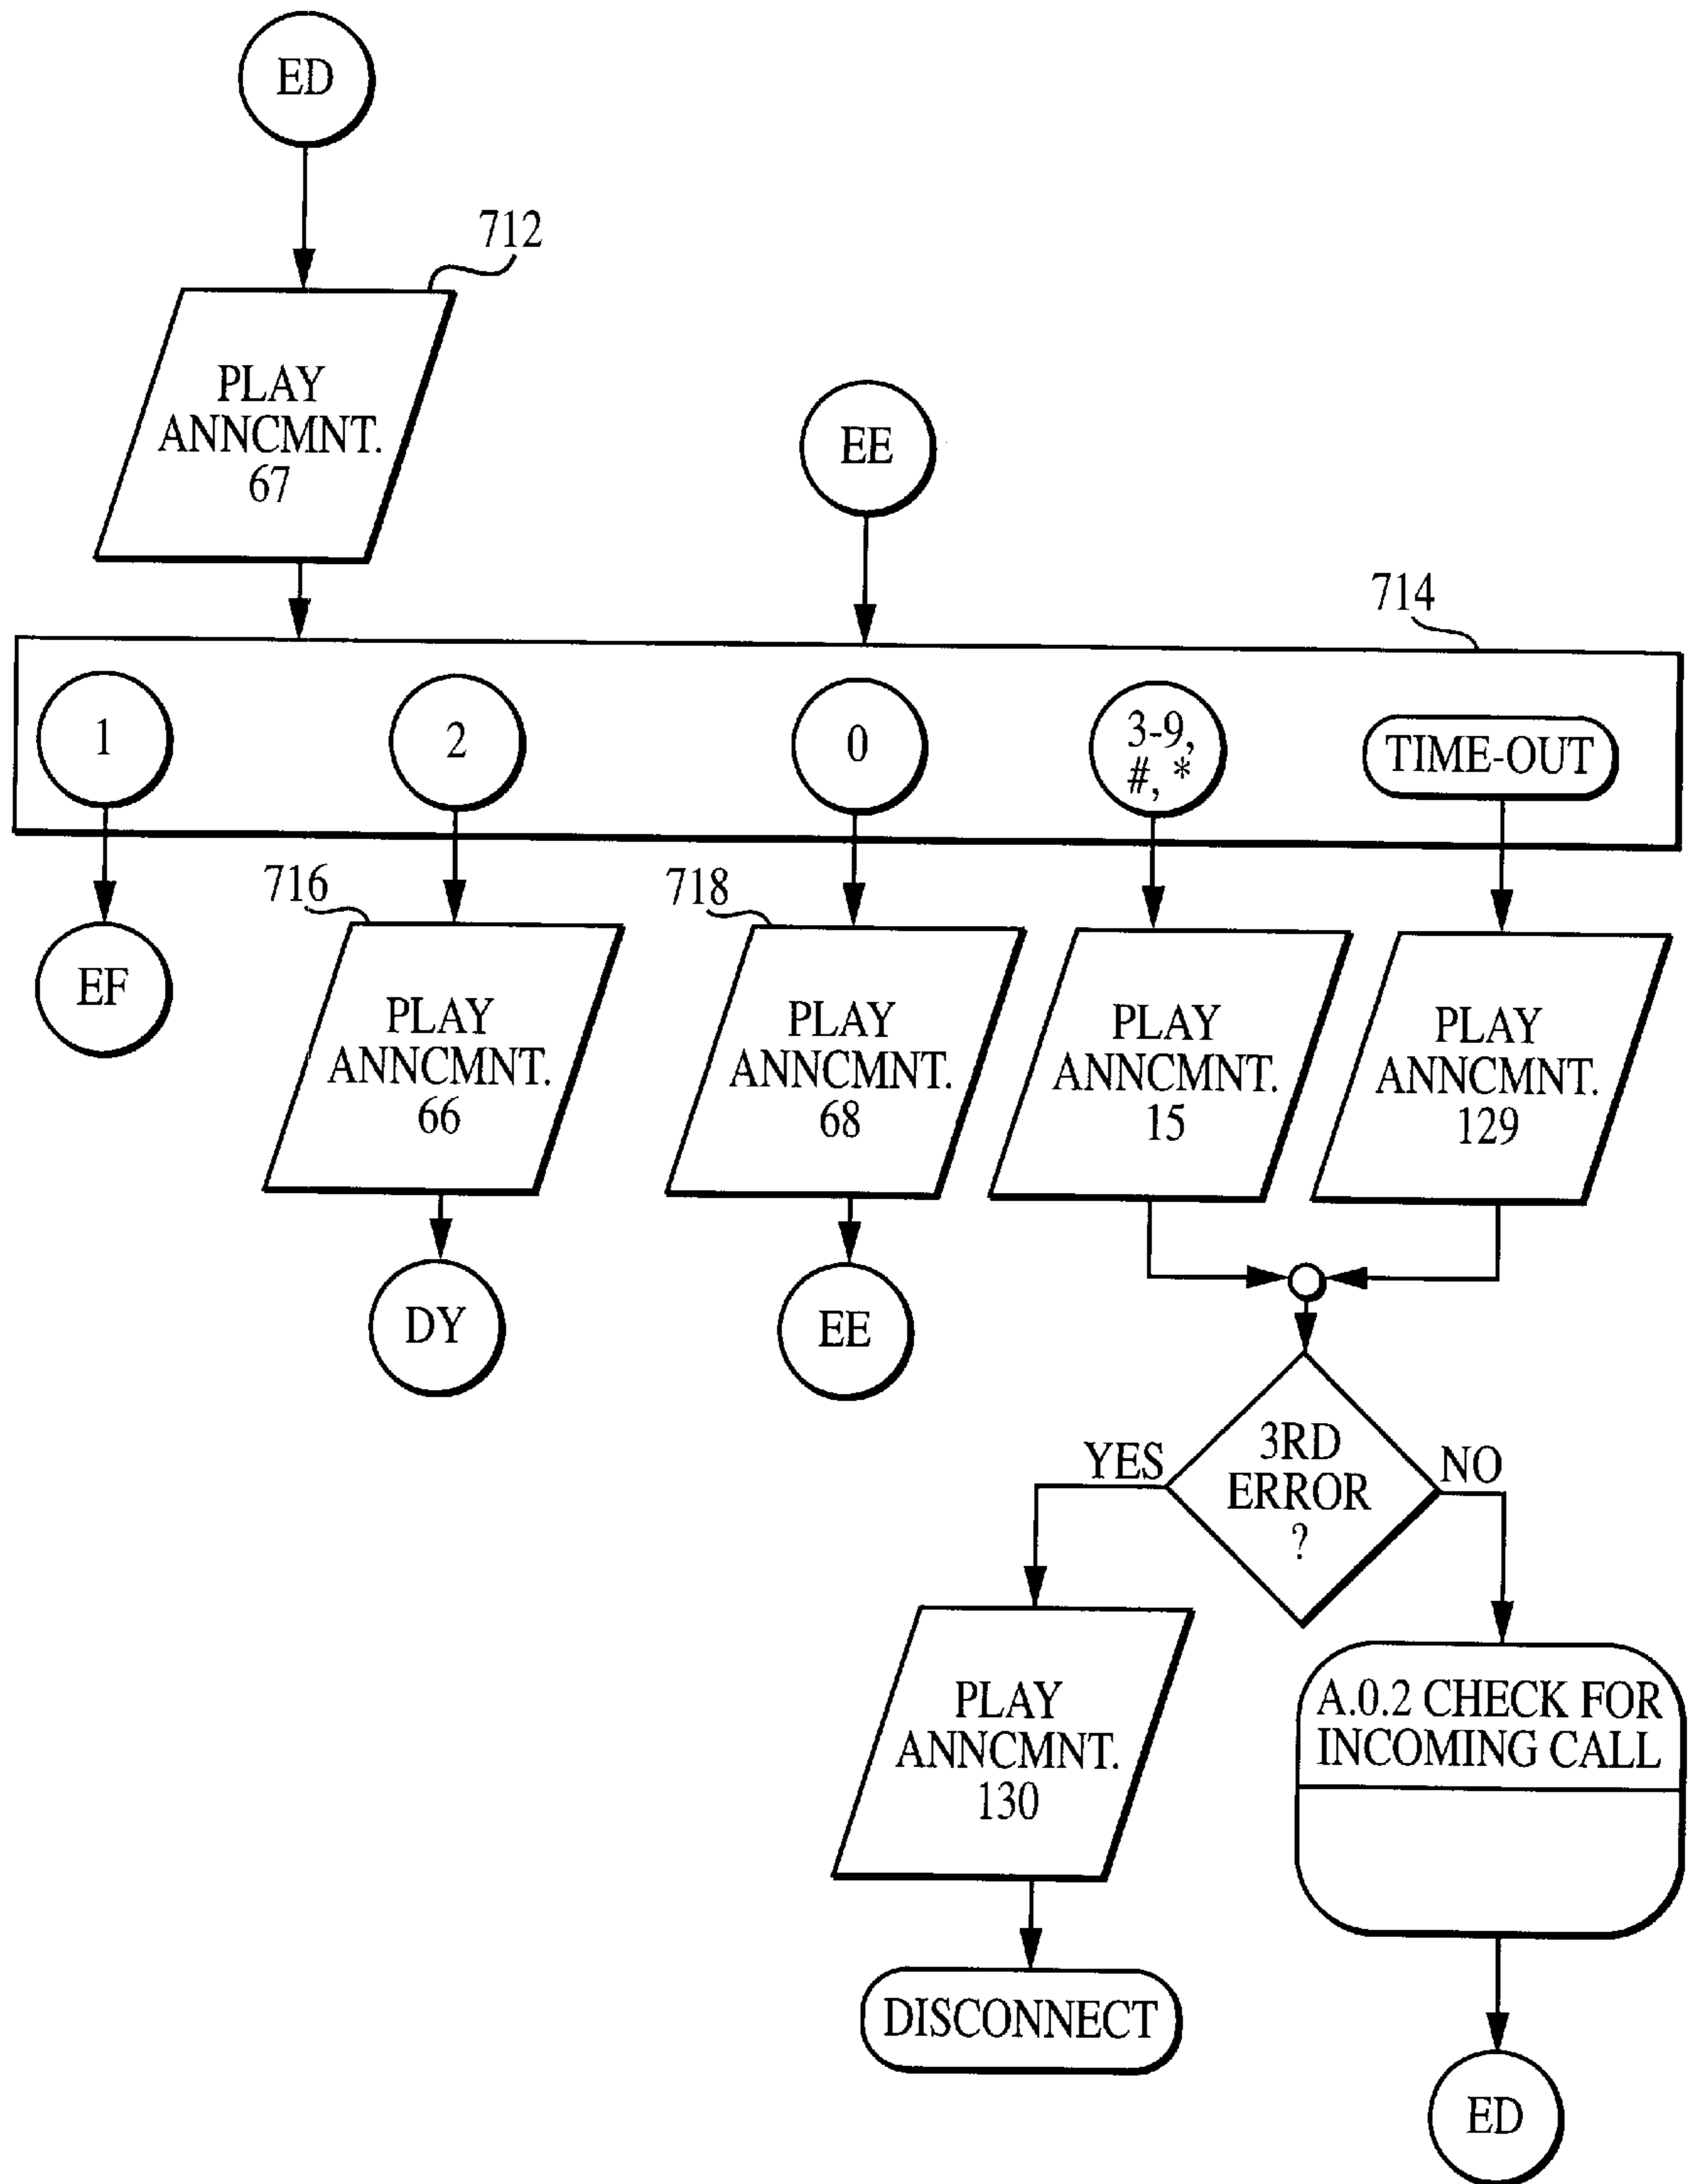 ED
712
PLAY
ANNCMNT.
67
EE
714
1
2
0
3-9,
#, *
TIME-OUT
EF
716
PLAY
ANNCMNT.
66
DY
718
PLAY
ANNCMNT.
68
EE
PLAY
ANNCMNT.
15
PLAY
ANNCMNT.
129
3RD
ERROR
?
YES
NO
PLAY
ANNCMNT.
130
DISCONNECT
A.0.2 CHECK FOR
INCOMING CALL
ED